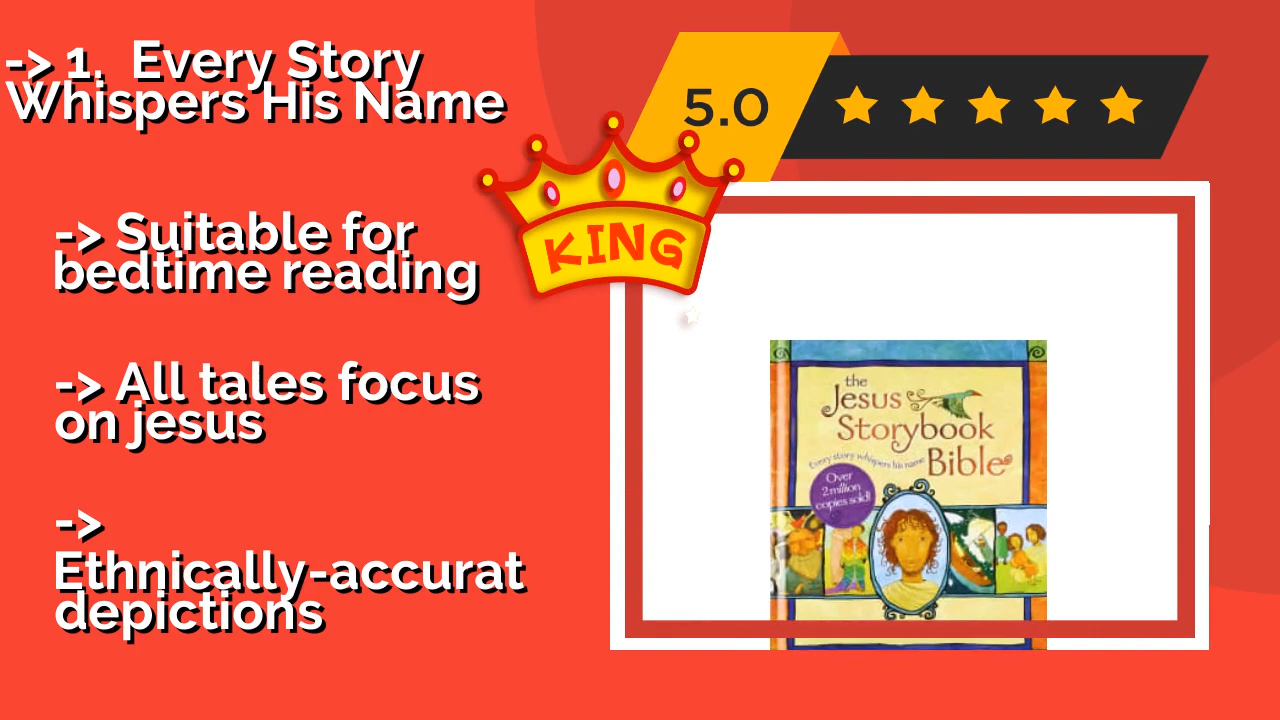 -> 1. Every Story
Whispers His Name
-> Suitable for
bedtime reading
-> All tales focus
on jesus
->
Ethnically-accurat
depictions
5.0
KING
the
Jesus
Storybook
Bible
Every story whispers his name
Over
2 million
copies sold!